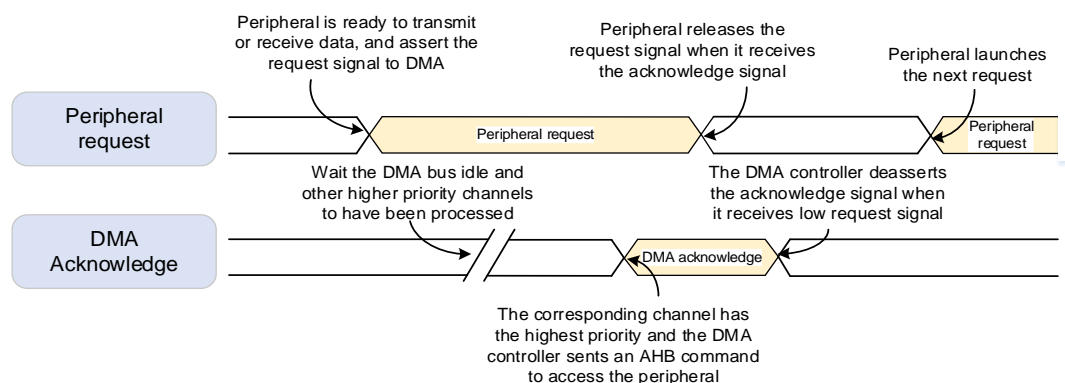 Peripheral is ready to transmit
or receive data, and assert the
request signal to DMA
Peripheral releases the
request signal when it receives
the acknowledge signal
Peripheral launches
the next request
Peripheral
request
Peripheral request
Peripheral
request
Wait the DMA bus idle and
other higher priority channels
to have been processed
The DMA controller deasserts
the acknowledge signal when
it receives low request signal
DMA
Acknowledge
DMA acknowledge
The corresponding channel has
the highest priority and the DMA
controller sents an AHB command
to access the peripheral